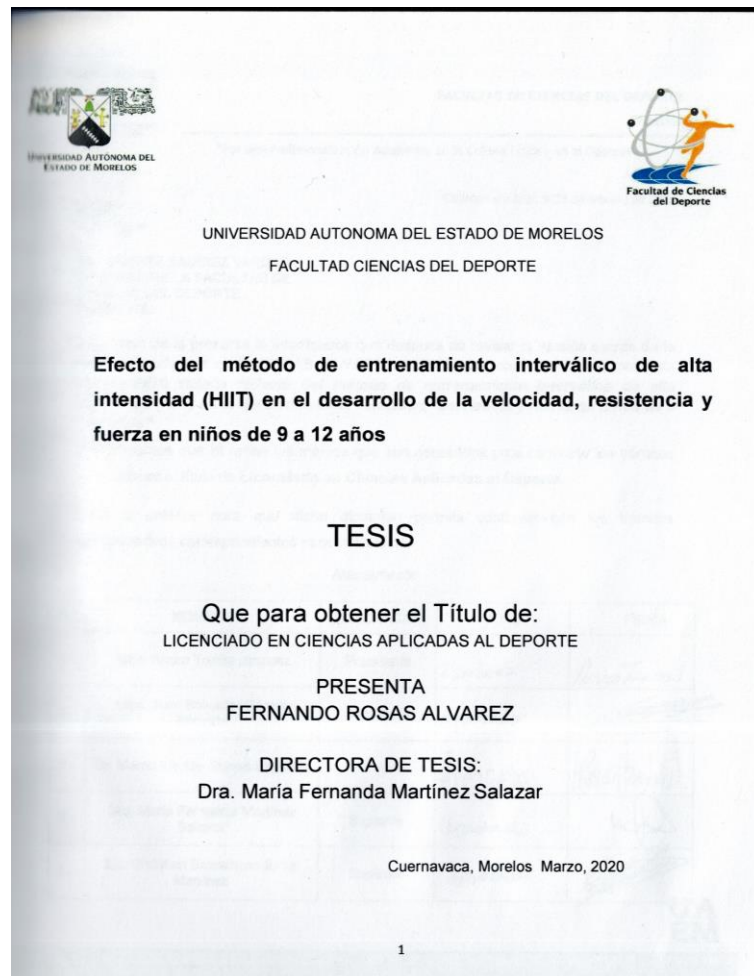 UNIVERSIDAD AUTÓNOMA DEL
ESTADO DE MORELOS
Facultad de Ciencias
del Deporte
UNIVERSIDAD AUTONOMA DEL ESTADO DE MORELOS
FACULTAD CIENCIAS DEL DEPORTE
Efecto del método de entrenamiento interválico de alta
intensidad (HIIT) en el desarrollo de la velocidad, resistencia y
fuerza en niños de 9 a 12 años
TESIS
Que para obtener el Título de:
LICENCIADO EN CIENCIAS APLICADAS AL DEPORTE
PRESENTA
FERNANDO ROSAS ALVAREZ
DIRECTORA DE TESIS:
Dra. María Fernanda Martínez Salazar
Cuernavaca, Morelos Marzo, 2020
1